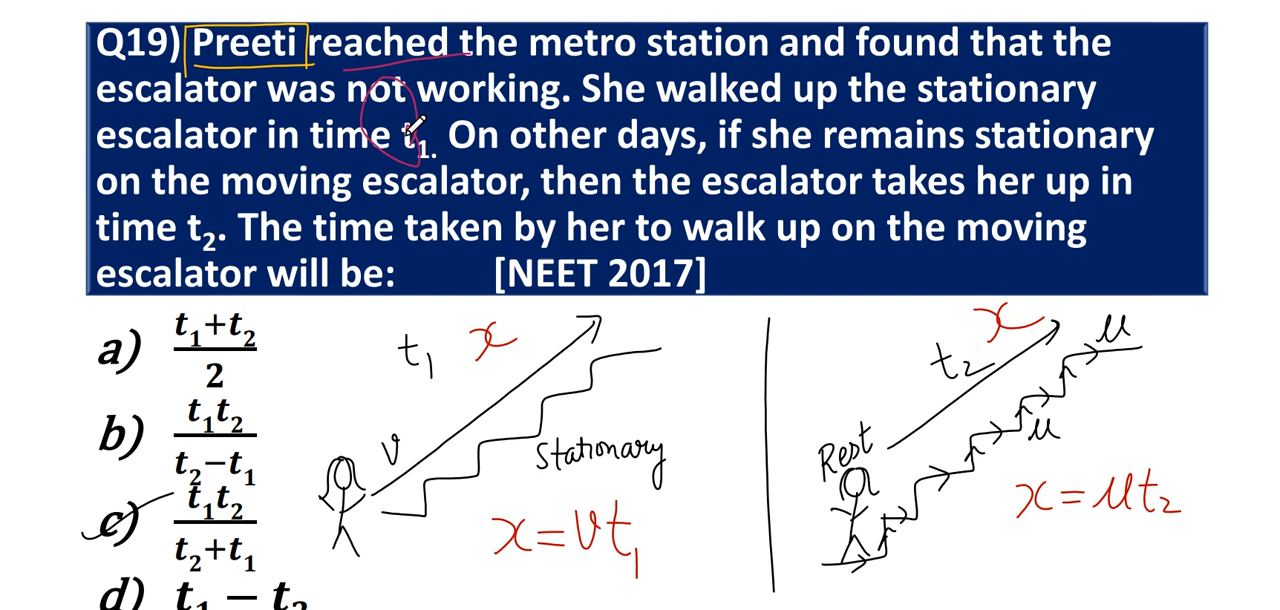 Q19) Preeti reached the metro station and found that the
escalator was not working. She walked up the stationary
escalator in time t₁. On other days, if she remains stationary
on the moving escalator, then the escalator takes her up in
time t₂. The time taken by her to walk up on the moving
escalator will be: [NEET 2017]
a) t₁+t₂
2
b) t₁t₂
t₂−t₁
c) t₁t₂
t₂+t₁
d) t₁ − t₂
t₁ x
v
Stationary
x = vt₁
x μ
t₂
Rest μ
x = μt₂